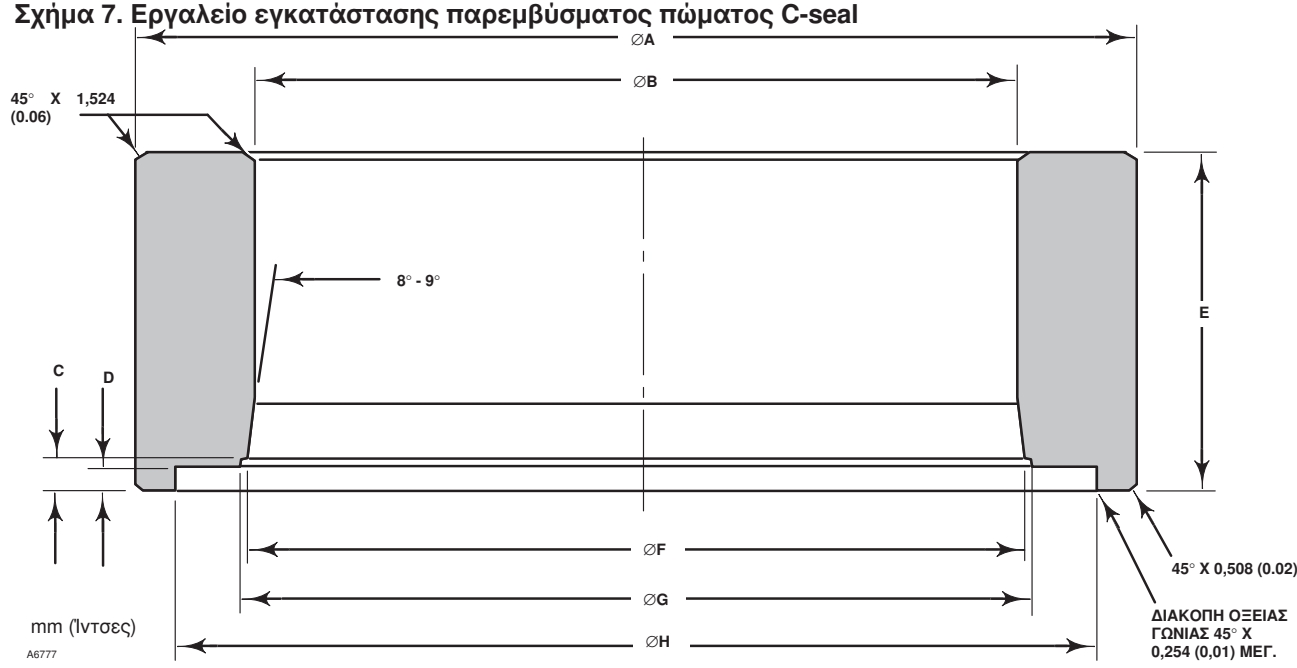 Σχήμα 7. Εργαλείο εγκατάστασης παρεμβύσματος πώματος C-seal
∅A
∅B
45° X 1,524
(0.06)
8° - 9°
E
C
D
∅F
45° X 0,508 (0.02)
∅G
ΔΙΑΚΟΠΗ ΟΞΕΙΑΣ
ΓΩΝΙΑΣ 45° X
0,254 (0,01) ΜΕΓ.
∅H
mm (Ίντσες)
A6777